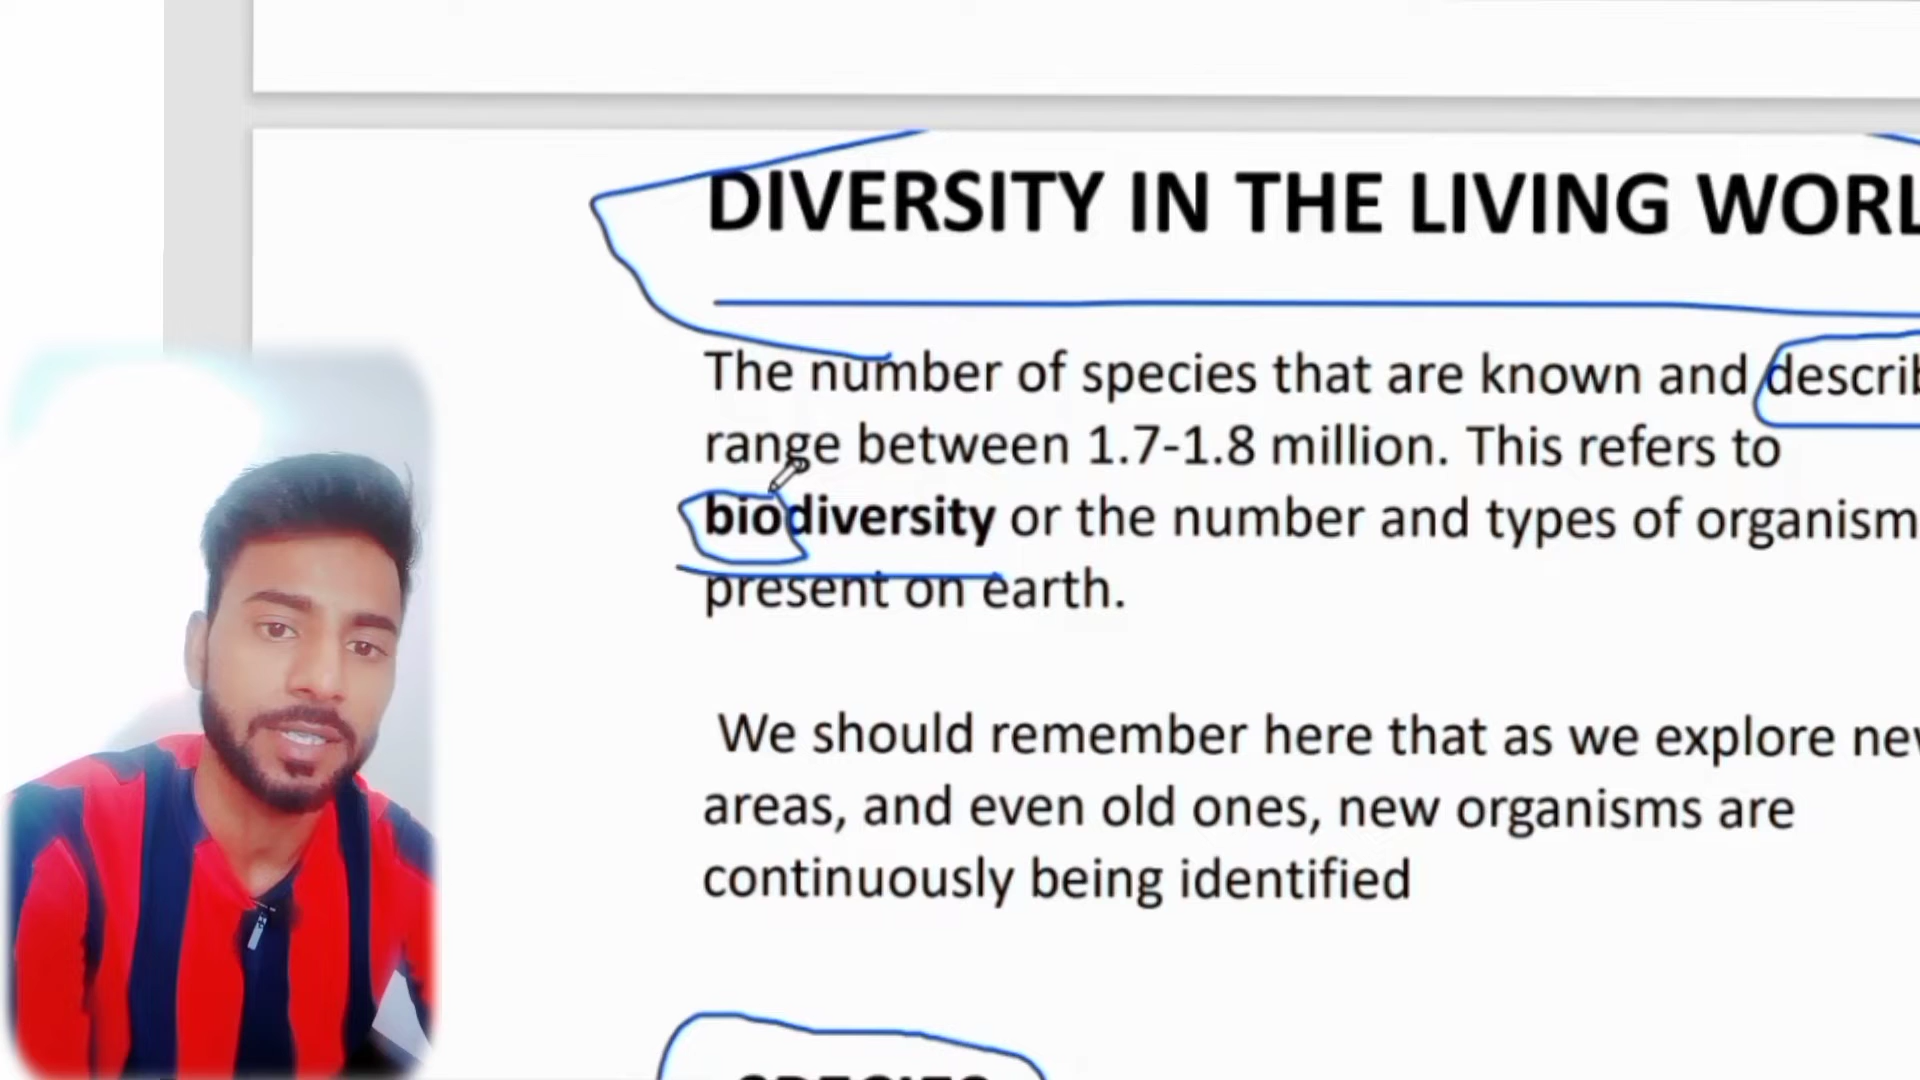 DIVERSITY IN THE LIVING WORL
The number of species that are known and describ
range between 1.7-1.8 million. This refers to
biodiversity or the number and types of organism
present on earth.
We should remember here that as we explore new
areas, and even old ones, new organisms are
continuously being identified
SPECIES